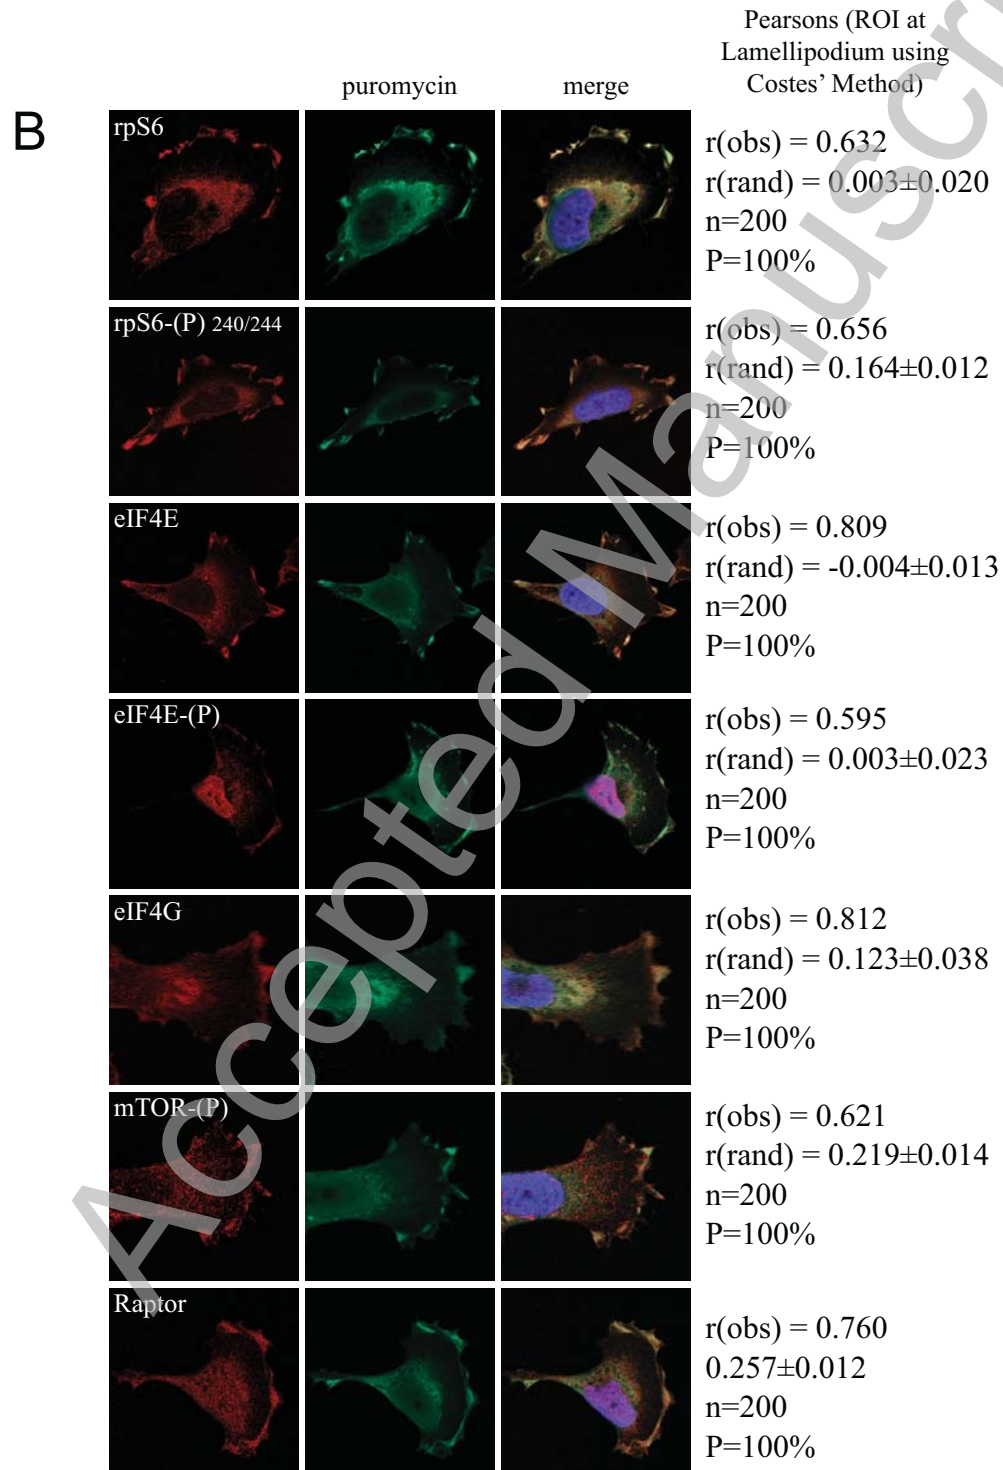 Pearsons (ROI at
Lamellipodium using
Costes' Method)
puromycin
merge
B
rpS6
r(obs) = 0.632
r(rand) = 0.003±0.020
n=200
P=100%
rpS6-(P) 240/244
r(obs) = 0.656
r(rand) = 0.164±0.012
n=200
P=100%
eIF4E
r(obs) = 0.809
r(rand) = -0.004±0.013
n=200
P=100%
eIF4E-(P)
r(obs) = 0.595
r(rand) = 0.003±0.023
n=200
P=100%
eIF4G
r(obs) = 0.812
r(rand) = 0.123±0.038
n=200
P=100%
mTOR-(P)
r(obs) = 0.621
r(rand) = 0.219±0.014
n=200
P=100%
Raptor
r(obs) = 0.760
0.257±0.012
n=200
P=100%
Accepted Manuscri